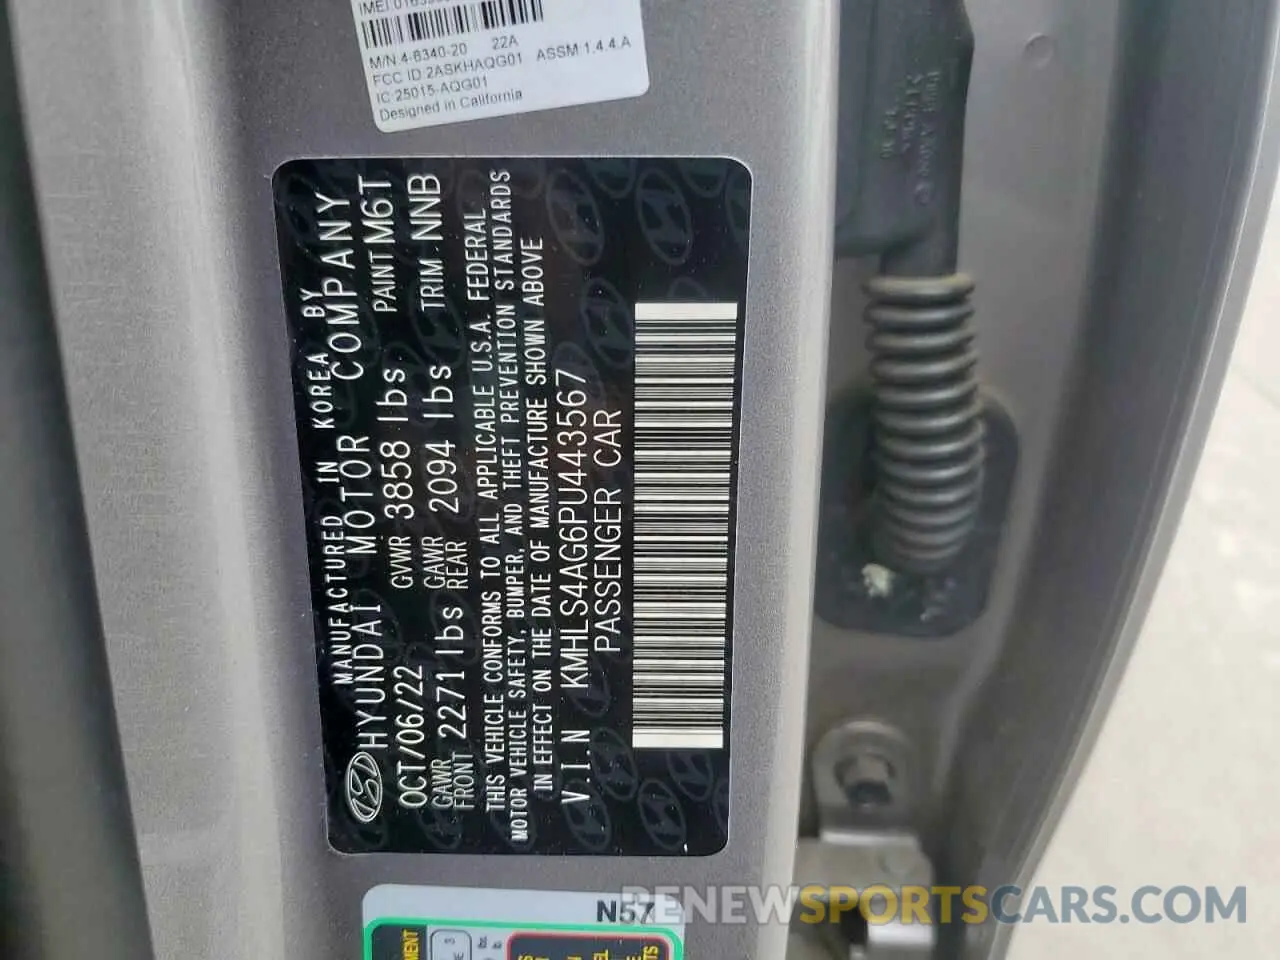 M/N 4-6340-20 22A
FCC ID 2ASKHAQG01 ASSM 1.4.4.A
IC 25015-AQG01
Designed in California
MANUFACTURED IN KOREA BY
HYUNDAI MOTOR COMPANY
OCT/06/22 GVWR 3858 lbs PAINT M6T
GAWR FRONT 2271 lbs GAWR REAR 2094 lbs TRIM NNB
THIS VEHICLE CONFORMS TO ALL APPLICABLE U.S.A. FEDERAL
MOTOR VEHICLE SAFETY, BUMPER, AND THEFT PREVENTION STANDARDS
IN EFFECT ON THE DATE OF MANUFACTURE SHOWN ABOVE
V.I.N KMHLS4AG6PU443567
PASSENGER CAR
N57
RENEWSPORTSCARS.COM